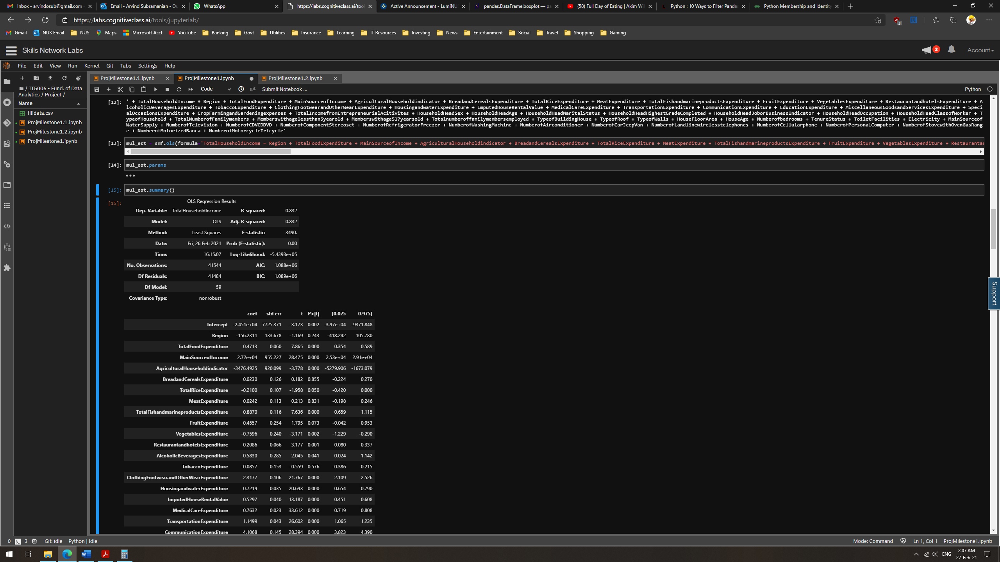 Inbox - arvindosub@gmail.com - 
Email - Arvind Subramanian - Ou
WhatsApp
https://labs.cognitiveclass.ai/tool
Active Announcement - LumiNU
pandas.DataFrame.boxplot — pa
(58) Full Day of Eating | Akim Wil
Python : 10 Ways to Filter Panda
Python Membership and Identity
https://labs.cognitiveclass.ai/tools/jupyterlab/
3
Gmail NUS Email NUS Maps Microsoft Acct YouTube Banking Govt Utilities Insurance Learning IT Resources Investing News Entertainment Social Travel Shopping Gaming
Skills Network Labs
2
Account
File Edit View Run Kernel Git Tabs Settings Help
ProjMilestone1.1.ipynb ProjMilestone1.ipynb ProjMilestone1.2.ipynb
/ IT5006 - Fund. of Data
Analytics / Project /
Name
filidata.csv
ProjMilestone1.1.ipynb
ProjMilestone1.2.ipynb
ProjMilestone1.ipynb
Code git Submit Notebook ... Python
[12]: ' + TotalHouseholdIncome + Region + TotalFoodExpenditure + MainSourceofIncome + AgriculturalHouseholdindicator + BreadandCerealsExpenditure + TotalRiceExpenditure + MeatExpenditure + TotalFishandmarineproductsExpenditure + FruitExpenditure + VegetablesExpenditure + RestaurantandhotelsExpenditure + A
lcoholicBeveragesExpenditure + TobaccoExpenditure + ClothingFootwearandOtherWearExpenditure + HousingandwaterExpenditure + ImputedHouseRentalValue + MedicalCareExpenditure + TransportationExpenditure + CommunicationExpenditure + EducationExpenditure + MiscellaneousGoodsandServicesExpenditure + Speci
alOccasionsExpenditure + CropFarmingandGardeningexpenses + TotalIncomefromEntrepreneurialAcitivites + HouseholdHeadSex + HouseholdHeadAge + HouseholdHeadMaritalStatus + HouseholdHeadHighestGradeCompleted + HouseholdHeadJoborBusinessIndicator + HouseholdHeadOccupation + HouseholdHeadClassofWorker + T
ypeofHousehold + TotalNumberofFamilymembers + Memberswithagelessthan5yearold + Memberswithage517yearsold + Totalnumberoffamilymembersemployed + TypeofBuildingHouse + TypeofRoof + TypeofWalls + HouseFloorArea + HouseAge + Numberofbedrooms + TenureStatus + ToiletFacilities + Electricity + MainSourceof
WaterSupply + NumberofTelevision + NumberofCDVCDDVD + NumberofComponentStereoset + NumberofRefrigeratorFreezer + NumberofWashingMachine + NumberofAirconditioner + NumberofCarJeepVan + NumberofLandlinewirelesstelephones + NumberofCellularphone + NumberofPersonalComputer + NumberofStovewithOvenGasRang
e + NumberofMotorizedBanca + NumberofMotorcycleTricycle'
[13]: mul_est = smf.ols(formula='TotalHouseholdIncome ~ Region + TotalFoodExpenditure + MainSourceofIncome + AgriculturalHouseholdindicator + BreadandCerealsExpenditure + TotalRiceExpenditure + MeatExpenditure + TotalFishandmarineproductsExpenditure + FruitExpenditure + VegetablesExpenditure + Restaurantan
[14]: mul_est.params
[15]: mul_est.summary()
[15]: OLS Regression Results
Dep. Variable: TotalHouseholdIncome R-squared: 0.832
Model: OLS Adj. R-squared: 0.832
Method: Least Squares F-statistic: 3490.
Date: Fri, 26 Feb 2021 Prob (F-statistic): 0.00
Time: 16:15:07 Log-Likelihood: -5.4393e+05
No. Observations: 41544 AIC: 1.088e+06
Df Residuals: 41484 BIC: 1.089e+06
Df Model: 59
Covariance Type: nonrobust
coef std err t P>|t| [0.025 0.975]
Intercept -2.451e+04 7725.371 -3.173 0.002 -3.97e+04 -9371.848
Region -156.2311 133.678 -1.169 0.243 -418.242 105.780
TotalFoodExpenditure 0.4713 0.060 7.865 0.000 0.354 0.589
MainSourceofIncome 2.72e+04 955.227 28.475 0.000 2.53e+04 2.91e+04
AgriculturalHouseholdindicator -3476.4925 920.099 -3.778 0.000 -5279.906 -1673.079
BreadandCerealsExpenditure 0.0230 0.126 0.182 0.855 -0.224 0.270
TotalRiceExpenditure -0.2100 0.107 -1.958 0.050 -0.420 0.000
MeatExpenditure 0.0242 0.113 0.213 0.831 -0.198 0.246
TotalFishandmarineproductsExpenditure 0.8870 0.116 7.636 0.000 0.659 1.115
FruitExpenditure 0.4557 0.254 1.795 0.073 -0.042 0.953
VegetablesExpenditure -0.7596 0.240 -3.171 0.002 -1.229 -0.290
RestaurantandhotelsExpenditure 0.2086 0.066 3.177 0.001 0.080 0.337
AlcoholicBeveragesExpenditure 0.5830 0.285 2.045 0.041 0.024 1.142
TobaccoExpenditure -0.0857 0.153 -0.559 0.576 -0.386 0.215
ClothingFootwearandOtherWearExpenditure 2.3177 0.106 21.767 0.000 2.109 2.526
HousingandwaterExpenditure 0.7219 0.035 20.693 0.000 0.654 0.790
ImputedHouseRentalValue 0.5297 0.040 13.187 0.000 0.451 0.608
MedicalCareExpenditure 0.7632 0.023 33.612 0.000 0.719 0.808
TransportationExpenditure 1.1499 0.043 26.602 0.000 1.065 1.235
CommunicationExpenditure 4.1068 0.145 28.394 0.000 3.823 4.390
Support
0 3 Git: idle Python | Idle Mode: Command Ln 1, Col 1 ProjMilestone1.ipynb
ENG 2:07 AM
27-Feb-21